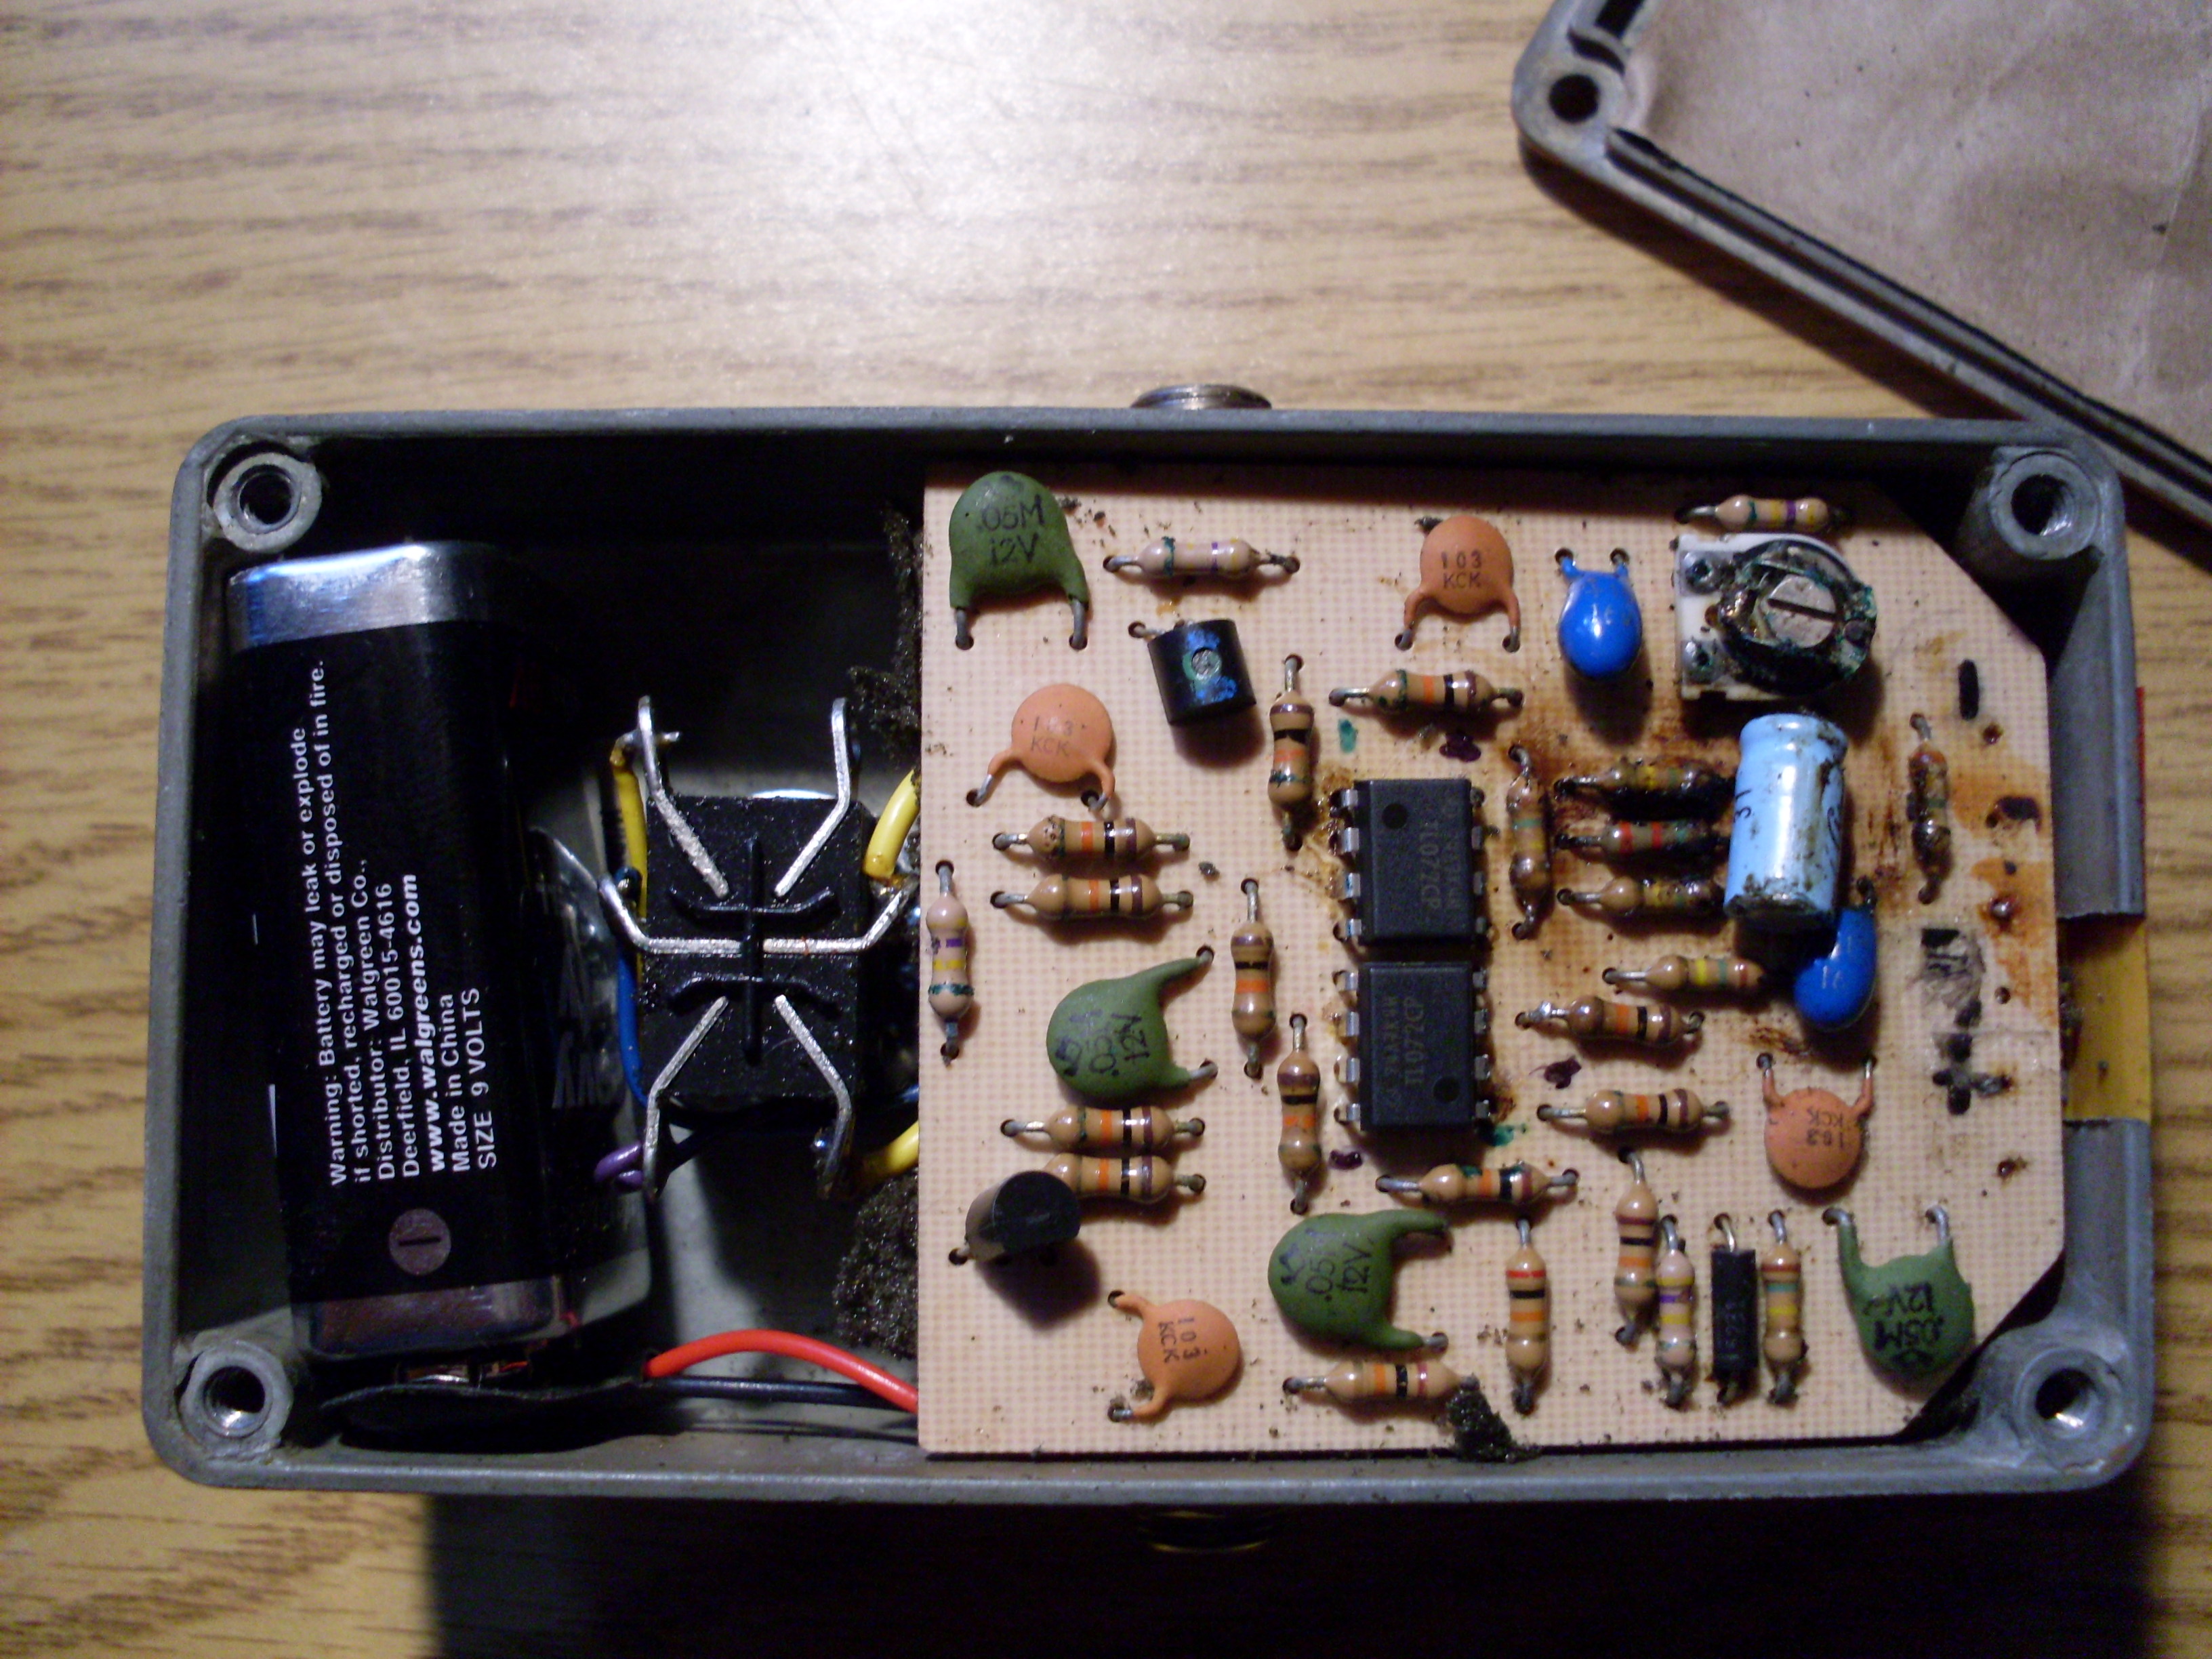 Warning: Battery may leak or explode
if shorted, recharged or disposed of in fire.
Distributor: Walgreen Co.,
Deerfield, IL 60015-4616
www.walgreens.com
Made in China
SIZE 9 VOLTS
.05M
12V
103
KCK
103
KCK
.05M
12V
TL072CP
.05
12V
103
KCK
103
KCK
.05M
12V